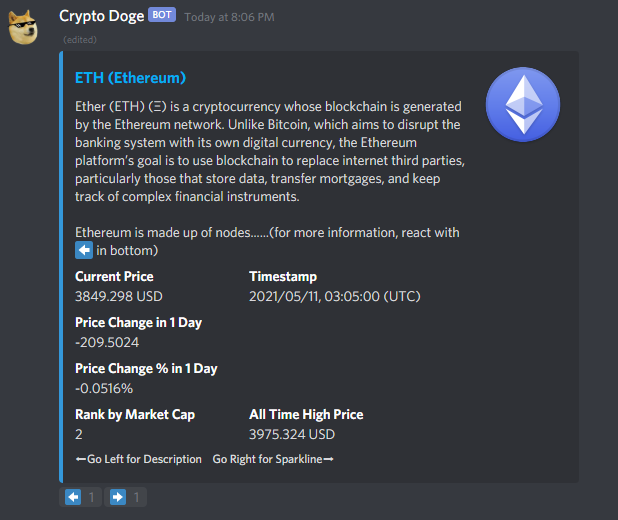 Crypto Doge BOT Today at 8:06 PM
(edited)
ETH (Ethereum)
Ether (ETH) (Ξ) is a cryptocurrency whose blockchain is generated
by the Ethereum network. Unlike Bitcoin, which aims to disrupt the
banking system with its own digital currency, the Ethereum
platform's goal is to use blockchain to replace internet third parties,
particularly those that store data, transfer mortgages, and keep
track of complex financial instruments.
Ethereum is made up of nodes......(for more information, react with
⬅ in bottom)
Current Price Timestamp
3849.298 USD 2021/05/11, 03:05:00 (UTC)
Price Change in 1 Day
-209.5024
Price Change % in 1 Day
-0.0516%
Rank by Market Cap All Time High Price
2 3975.324 USD
←Go Left for Description Go Right for Sparkline→
⬅ 1 ➡ 1